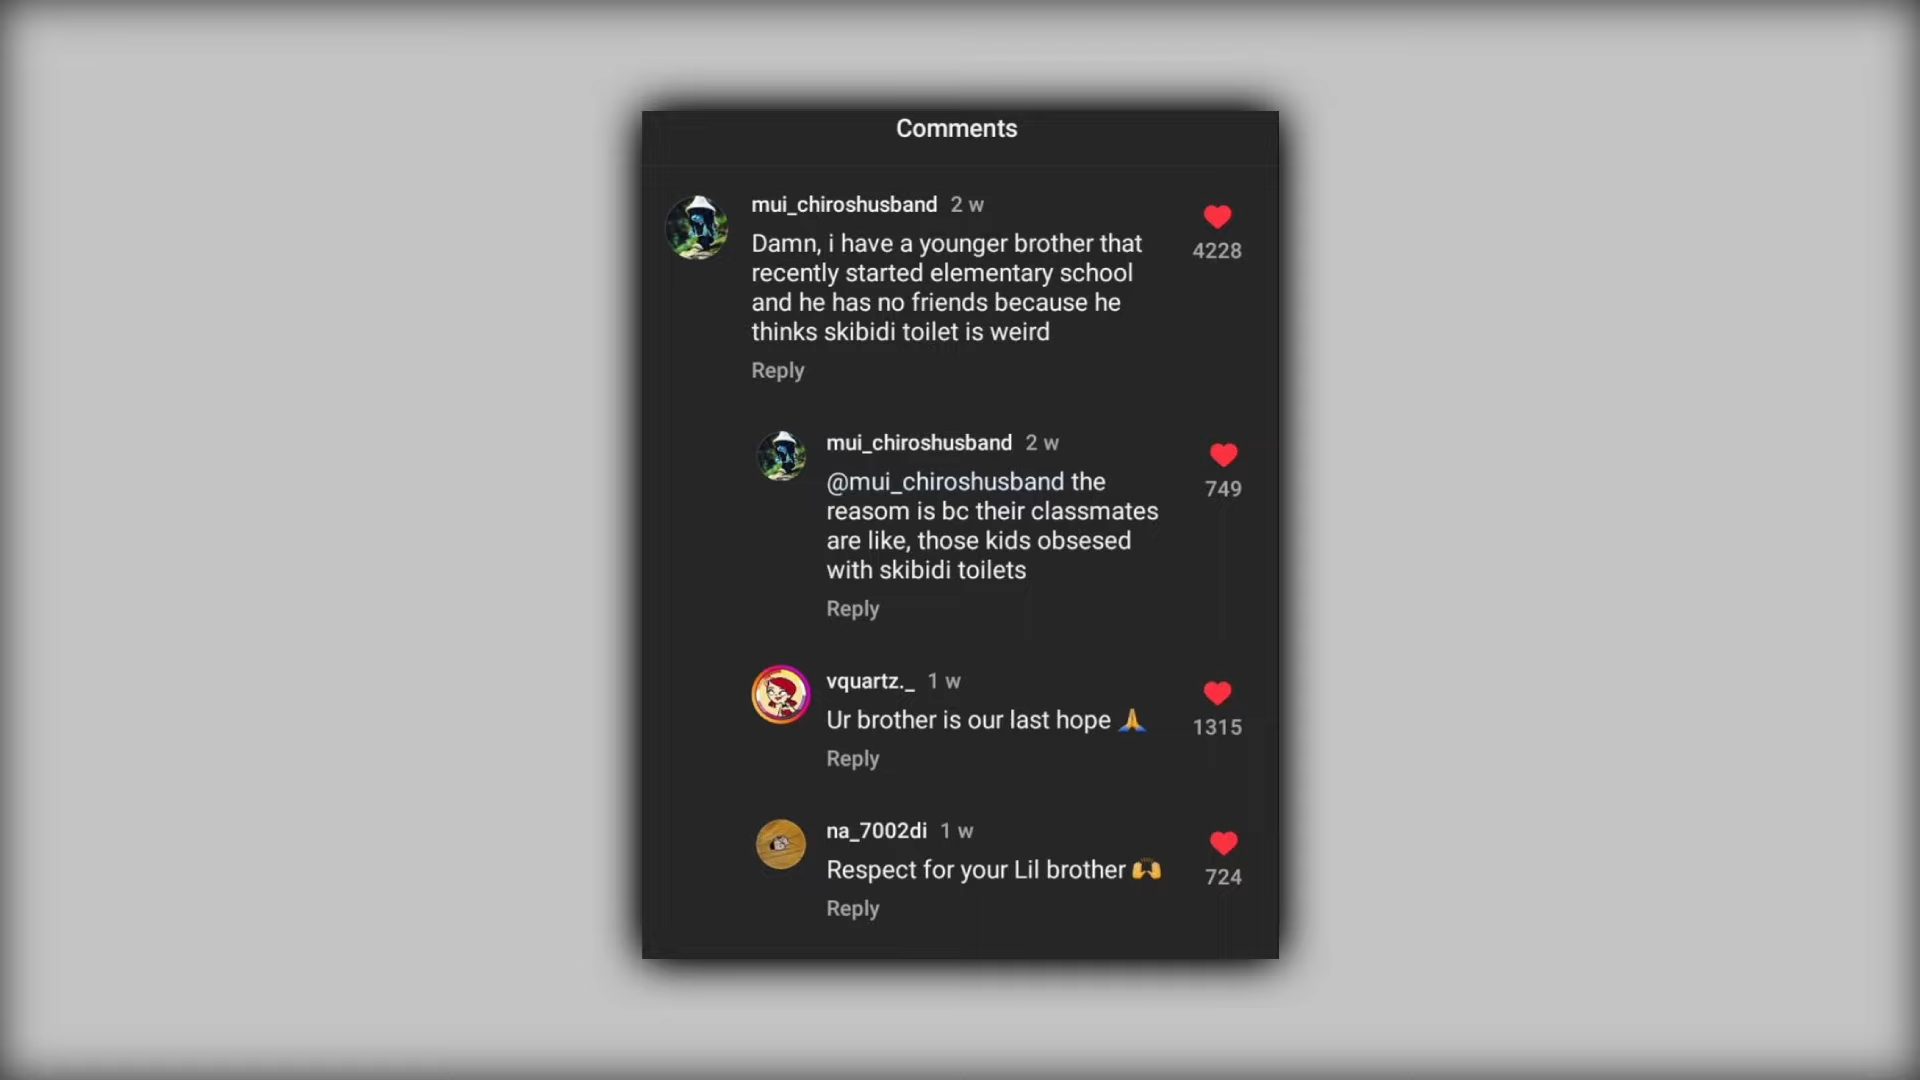 Comments
mui_chiroshusband 2 w
Damn, i have a younger brother that
recently started elementary school
and he has no friends because he
thinks skibidi toilet is weird
4228
Reply
mui_chiroshusband 2 w
@mui_chiroshusband the
reasom is bc their classmates
are like, those kids obsesed
with skibidi toilets
749
Reply
vquartz._ 1 w
Ur brother is our last hope 🙏
1315
Reply
na_7002di 1 w
Respect for your Lil brother 🙌
724
Reply